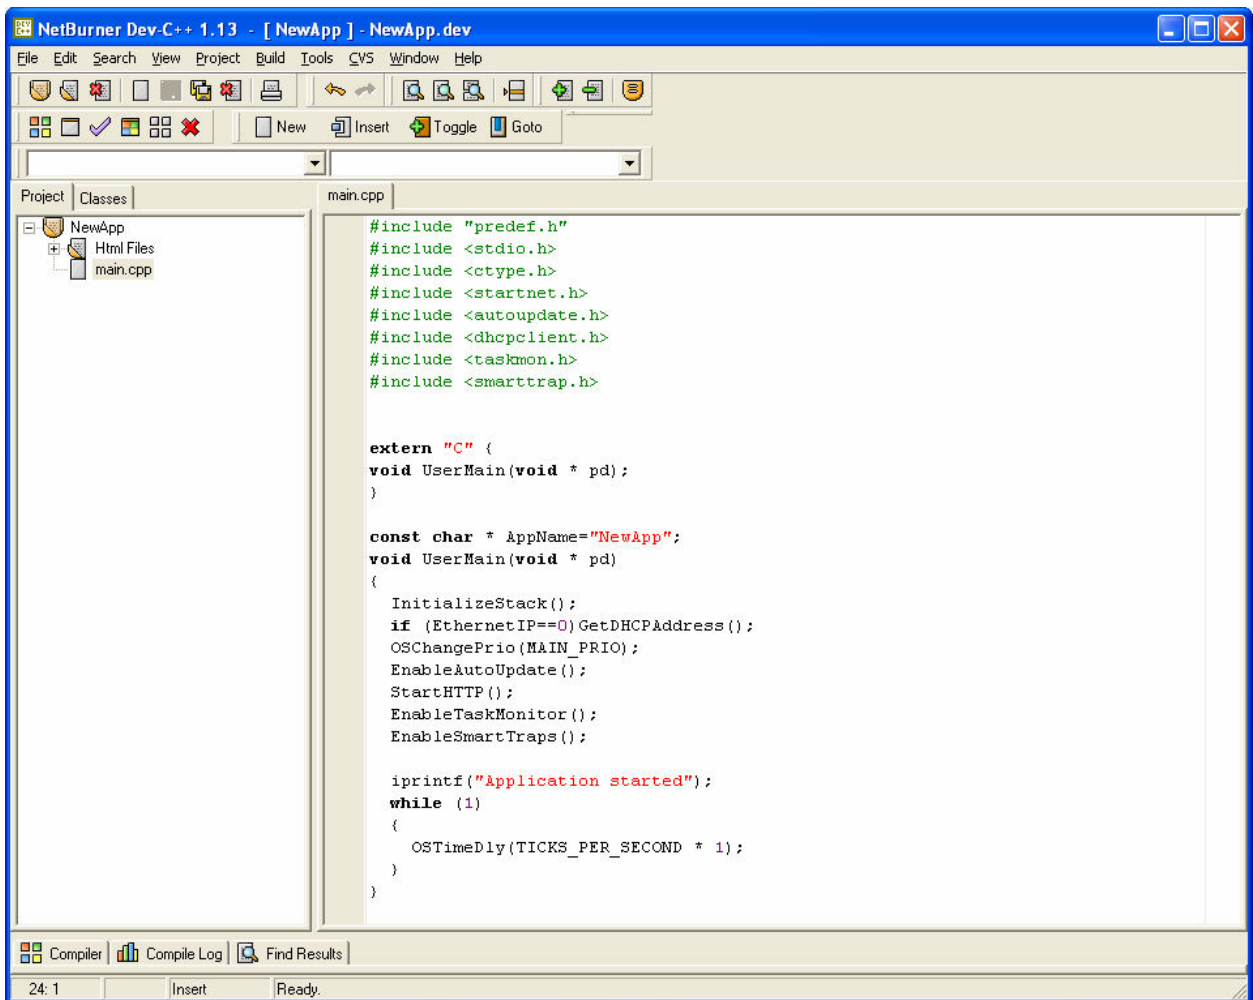 NetBurner Dev-C++ 1.13 - [ NewApp ] - NewApp.dev
File Edit Search View Project Build Tools CVS Window Help
New Insert Toggle Goto
Project Classes
main.cpp
NewApp
Html Files
main.cpp
#include "predef.h"
#include <stdio.h>
#include <ctype.h>
#include <startnet.h>
#include <autoupdate.h>
#include <dhcpclient.h>
#include <taskmon.h>
#include <smarttrap.h>
extern "C" {
void UserMain(void * pd);
}
const char * AppName="NewApp";
void UserMain(void * pd)
{
InitializeStack();
if (EthernetIP==0)GetDHCPAddress();
OSChangePrio(MAIN_PRIO);
EnableAutoUpdate();
StartHTTP();
EnableTaskMonitor();
EnableSmartTraps();
iprintf("Application started");
while (1)
{
OSTimeDly(TICKS_PER_SECOND * 1);
}
}
Compiler Compile Log Find Results
24: 1 Insert Ready.